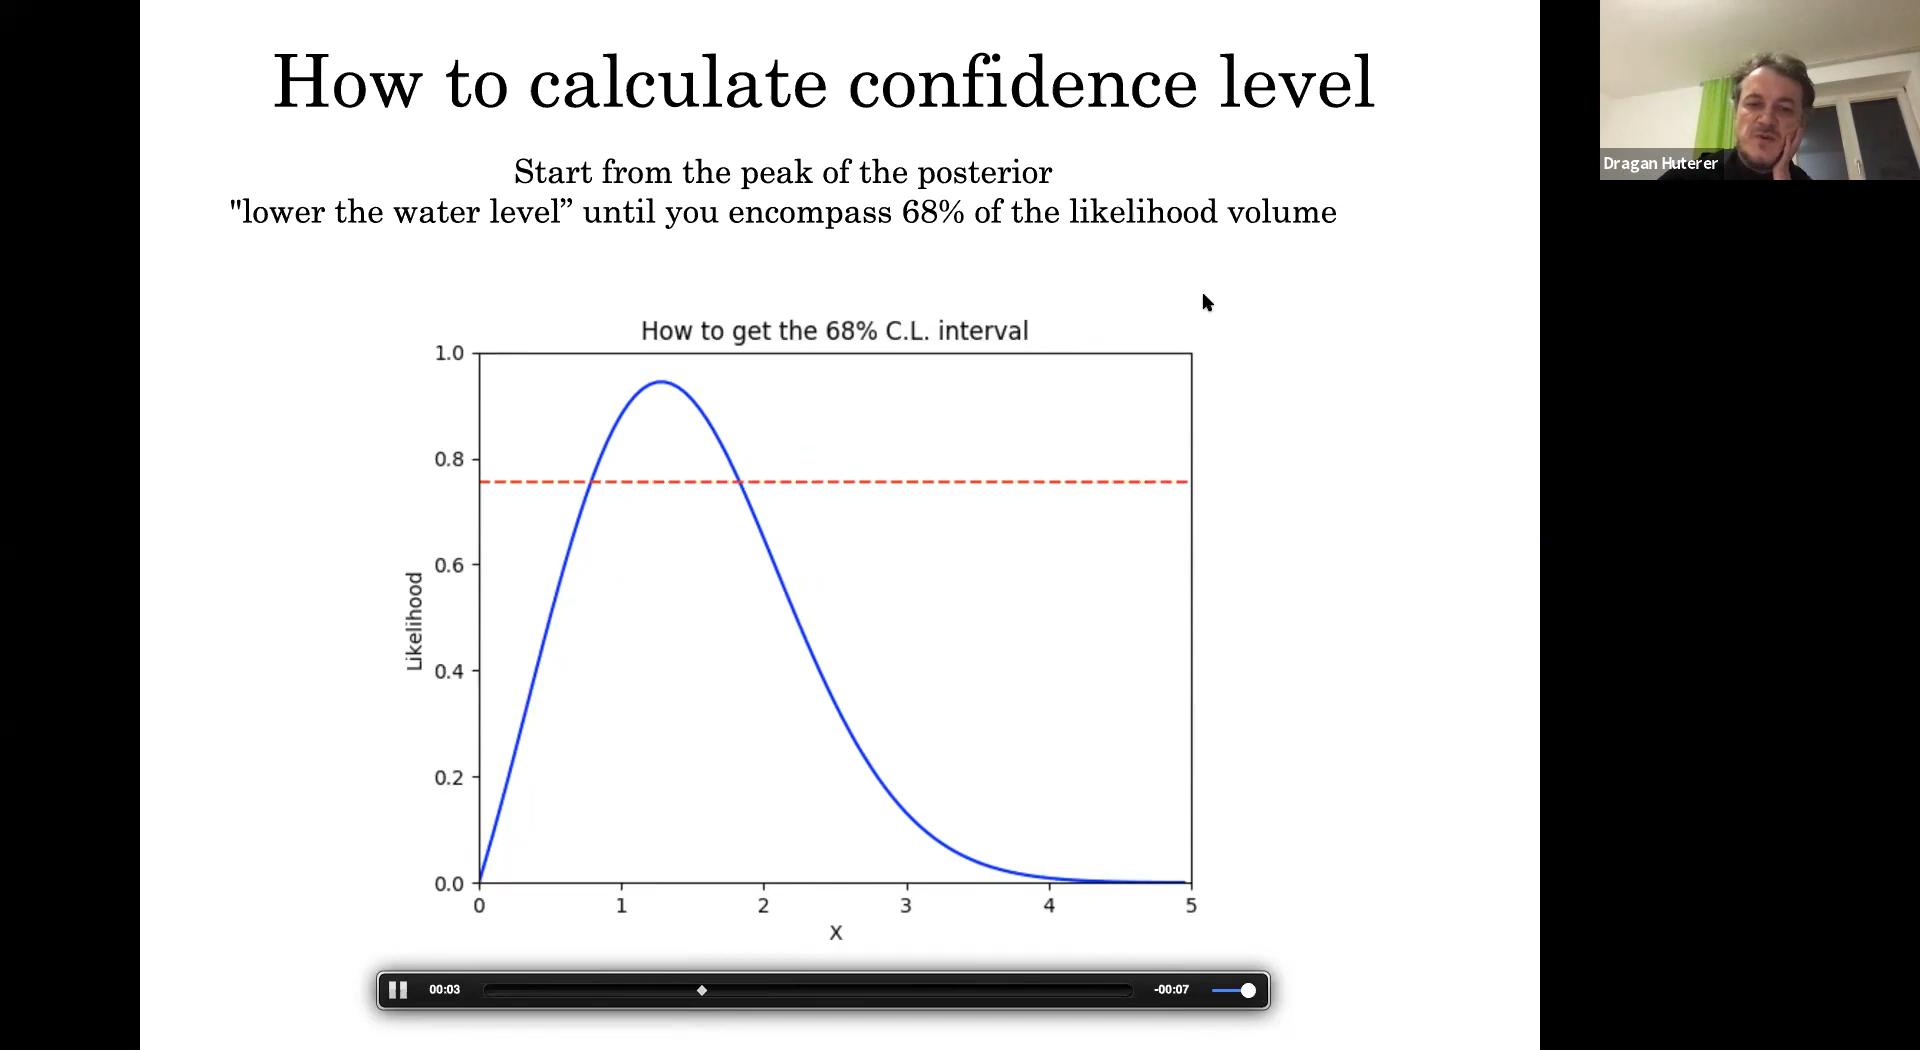 How to calculate confidence level
Start from the peak of the posterior
"lower the water level” until you encompass 68% of the likelihood volume
Dragan Huterer
How to get the 68% C.L. interval
1.0
0.8
0.6
0.4
0.2
0.0
Likelihood
0 1 2 3 4 5
X
00:03 -00:07